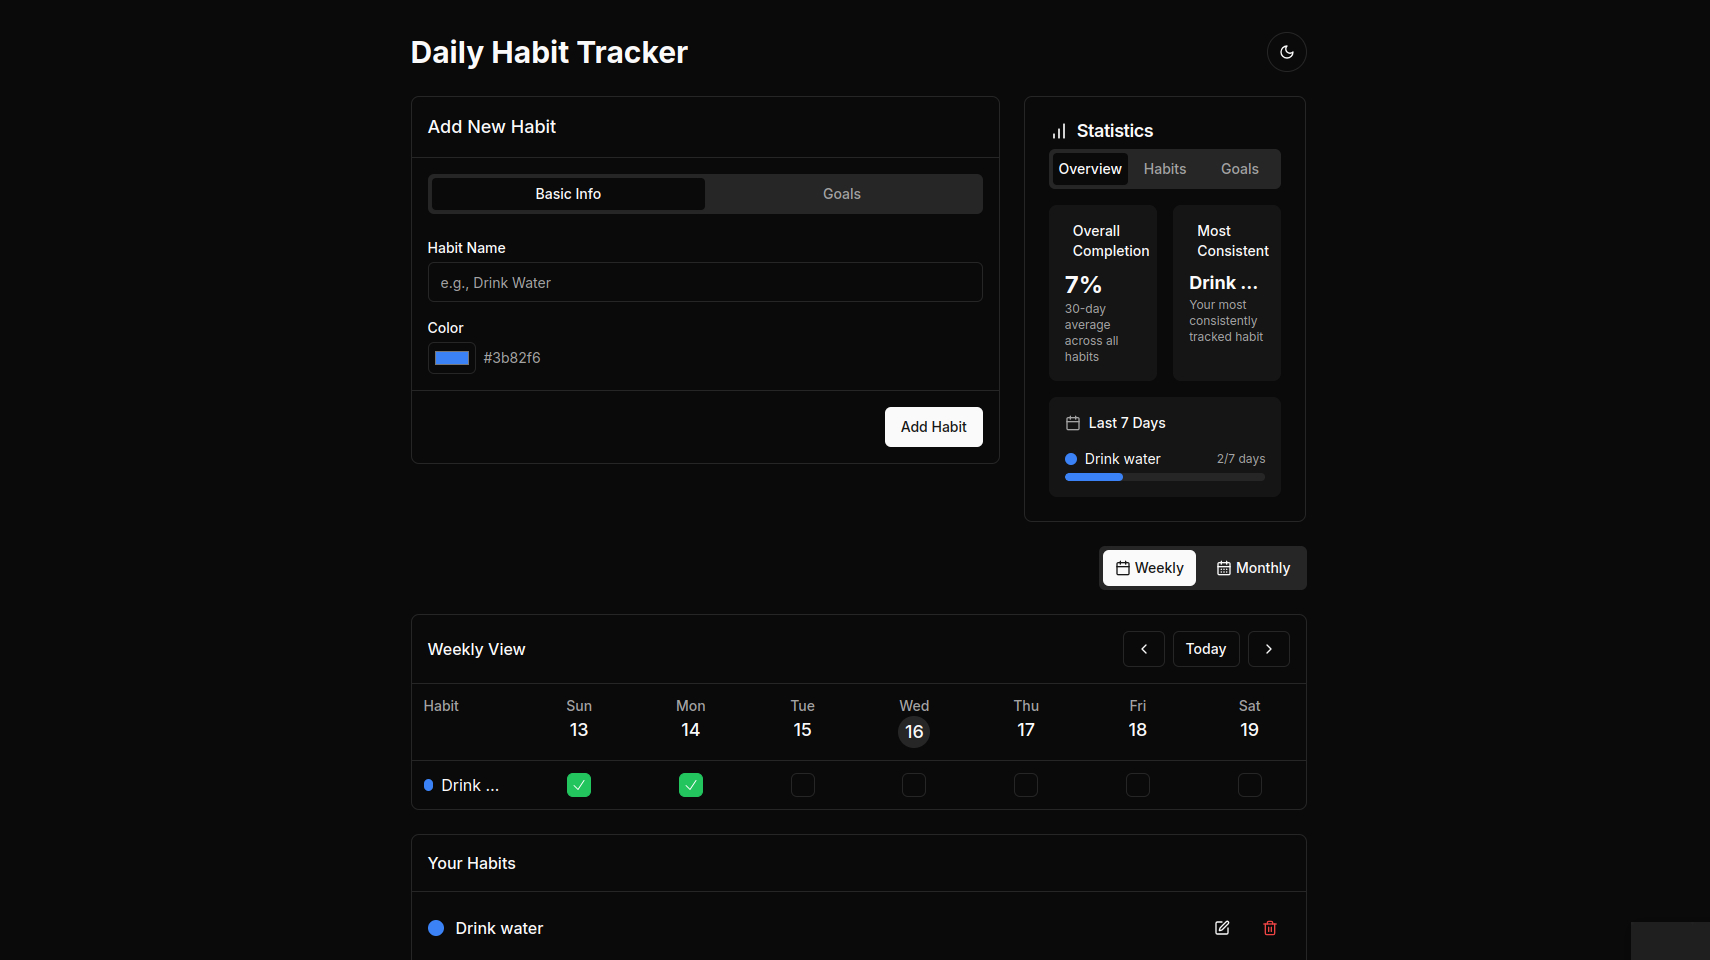 Daily Habit Tracker
Add New Habit
Basic Info
Goals
Habit Name
e.g., Drink Water
Color
#3b82f6
Add Habit
Statistics
Overview
Habits
Goals
Overall
Completion
7%
30-day
average
across all
habits
Most
Consistent
Drink ...
Your most
consistently
tracked habit
Last 7 Days
Drink water
2/7 days
Weekly
Monthly
Weekly View
Today
Habit
Sun
13
Mon
14
Tue
15
Wed
16
Thu
17
Fri
18
Sat
19
Drink ...
Your Habits
Drink water